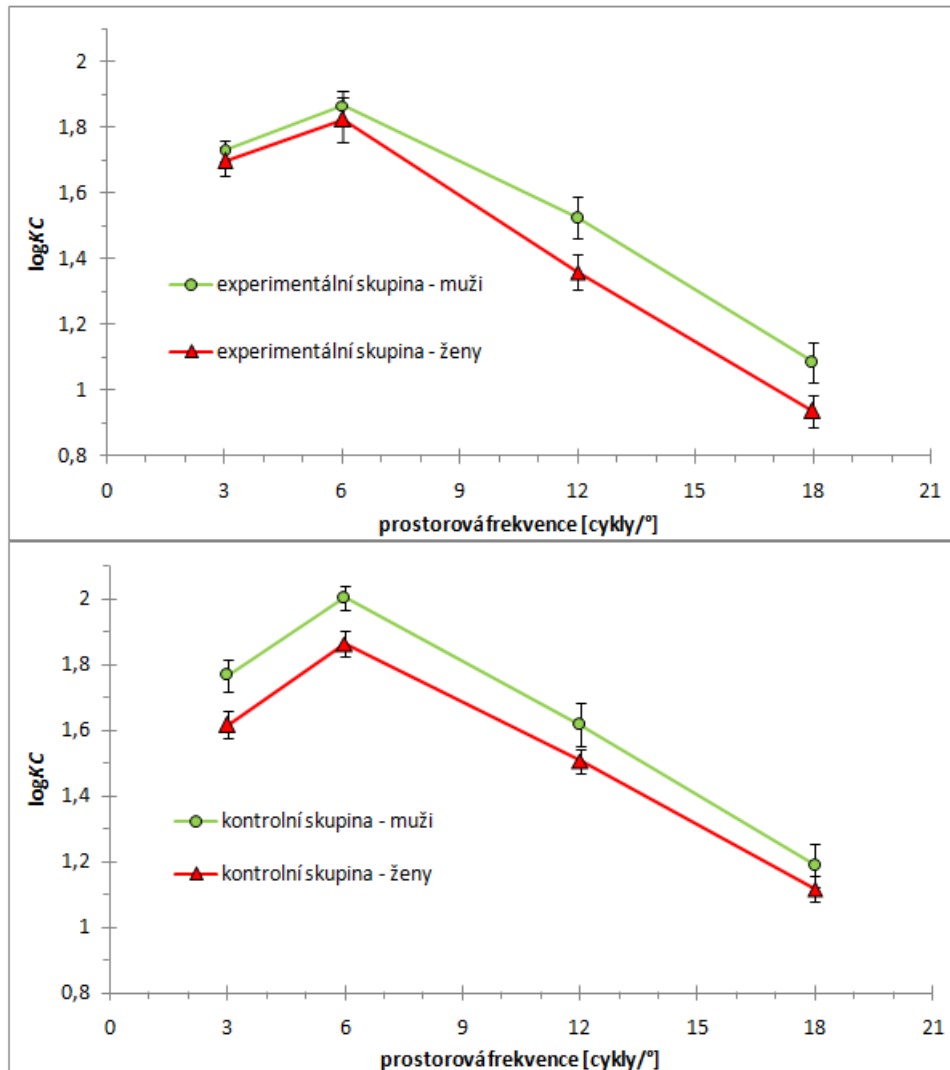 2
1,8
1,6
1,4
1,2
1
0,8
logKC
experimentální skupina - muži
experimentální skupina - ženy
0 3 6 9 12 15 18 21
prostorová frekvence [cykly/°]
2
1,8
1,6
1,4
1,2
1
0,8
logKC
kontrolní skupina - muži
kontrolní skupina - ženy
0 3 6 9 12 15 18 21
prostorová frekvence [cykly/°]